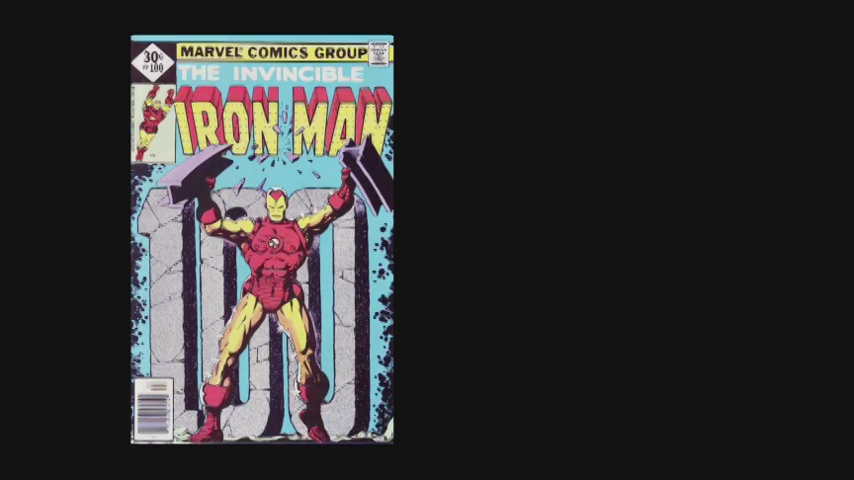 30¢
MARVEL® COMICS GROUP
#100
THE INVINCIBLE
IRON MAN
100